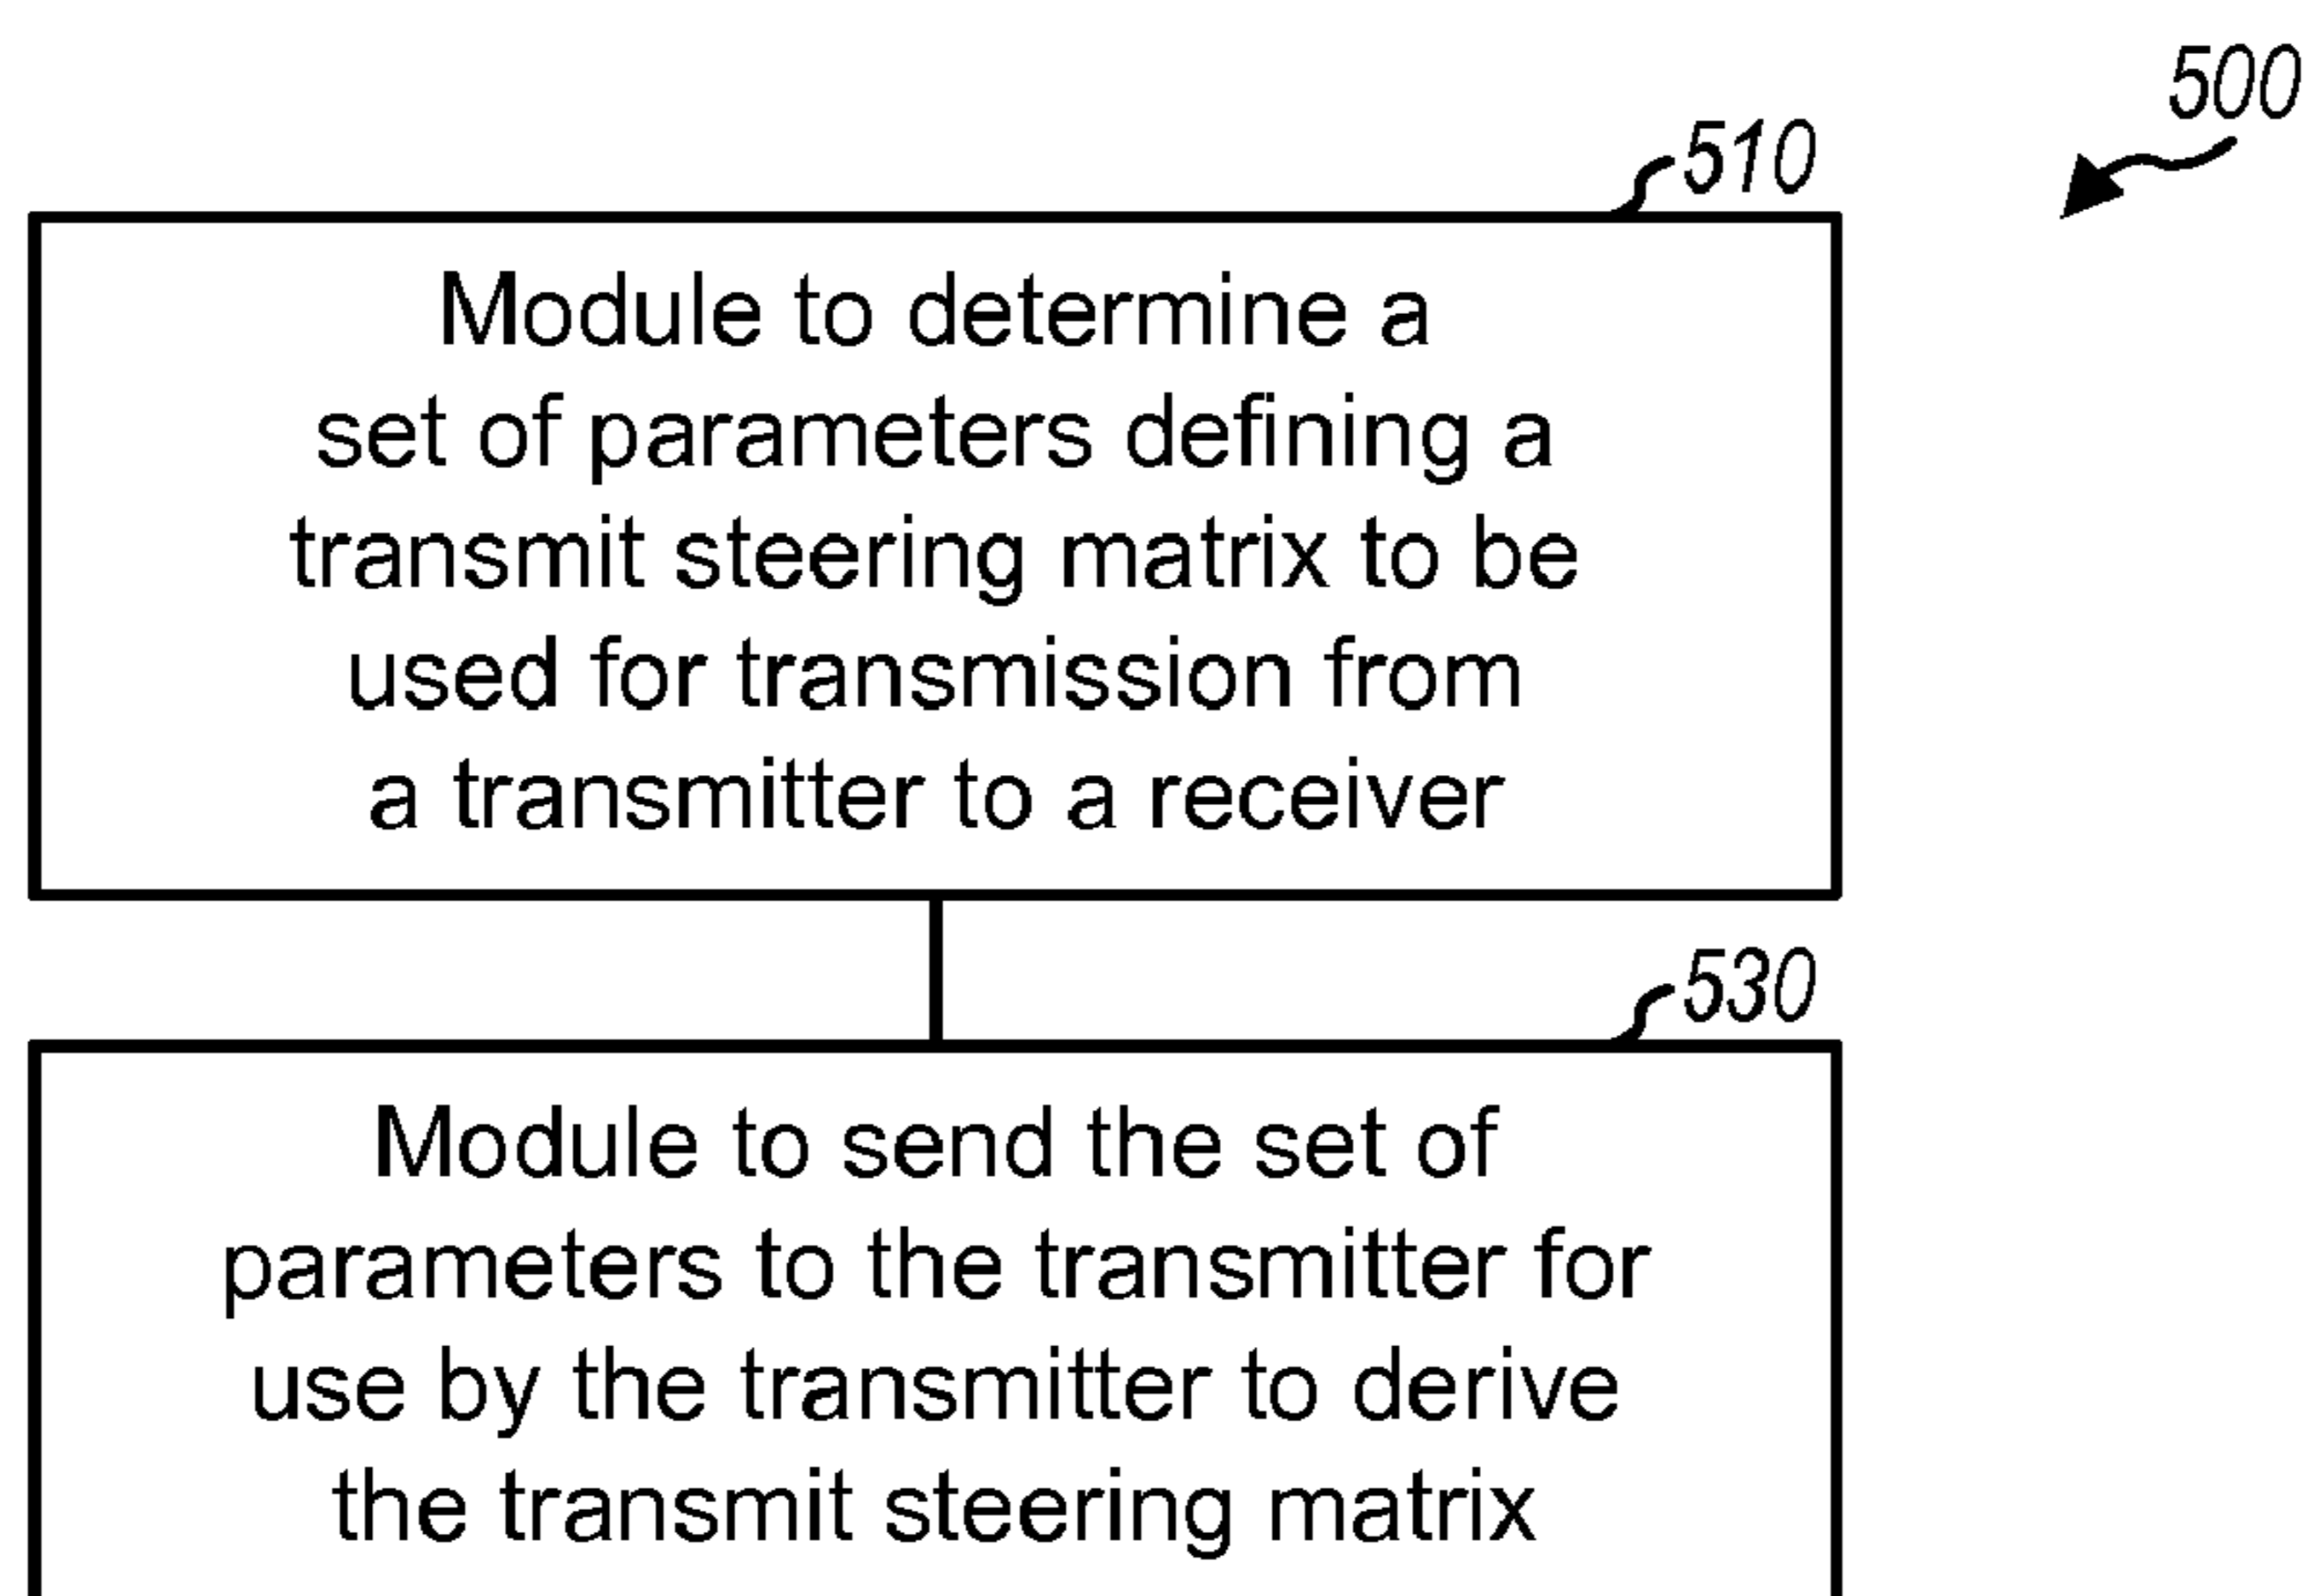 500
510
Module to determine a
set of parameters defining a
transmit steering matrix to be
used for transmission from
a transmitter to a receiver
530
Module to send the set of
parameters to the transmitter for
use by the transmitter to derive
the transmit steering matrix